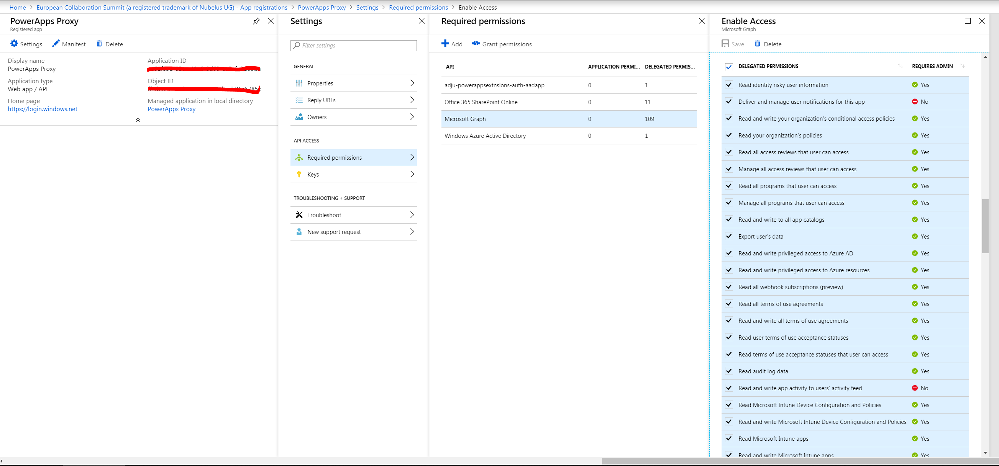 Home > European Collaboration Summit (a registered trademark of Nubelus UG) - App registrations > PowerApps Proxy > Settings > Required permissions > Enable Access
PowerApps Proxy
Registered app
Settings Manifest Delete
Display name
PowerApps Proxy
Application ID
Application type
Web app / API
Object ID
Home page
https://login.windows.net
Managed application in local directory
PowerApps Proxy
Settings
Filter settings
GENERAL
Properties
Reply URLs
Owners
API ACCESS
Required permissions
Keys
TROUBLESHOOTING + SUPPORT
Troubleshoot
New support request
Required permissions
Add Grant permissions
API APPLICATION PERMI... DELEGATED PERMIS...
adju-powerappsextnsions-auth-aadapp 0 1
Office 365 SharePoint Online 0 11
Microsoft Graph 0 109
Windows Azure Active Directory 0 1
Enable Access
Microsoft Graph
Save Delete
DELEGATED PERMISSIONS REQUIRES ADMIN
Read identity risky user information Yes
Deliver and manage user notifications for this app No
Read and write your organization's conditional access policies Yes
Read your organization's policies Yes
Read all access reviews that user can access Yes
Manage all access reviews that user can access Yes
Read all programs that user can access Yes
Manage all programs that user can access Yes
Read and write to all app catalogs Yes
Export user's data Yes
Read and write privileged access to Azure AD Yes
Read and write privileged access to Azure resources Yes
Read all webhook subscriptions (preview) Yes
Read all terms of use agreements Yes
Read and write all terms of use agreements Yes
Read user terms of use acceptance statuses Yes
Read terms of use acceptance statuses that user can access Yes
Read audit log data Yes
Read and write app activity to users' activity feed No
Read Microsoft Intune Device Configuration and Policies Yes
Read and write Microsoft Intune Device Configuration and Policies Yes
Read Microsoft Intune apps Yes
Read and write Microsoft Intune apps Yes